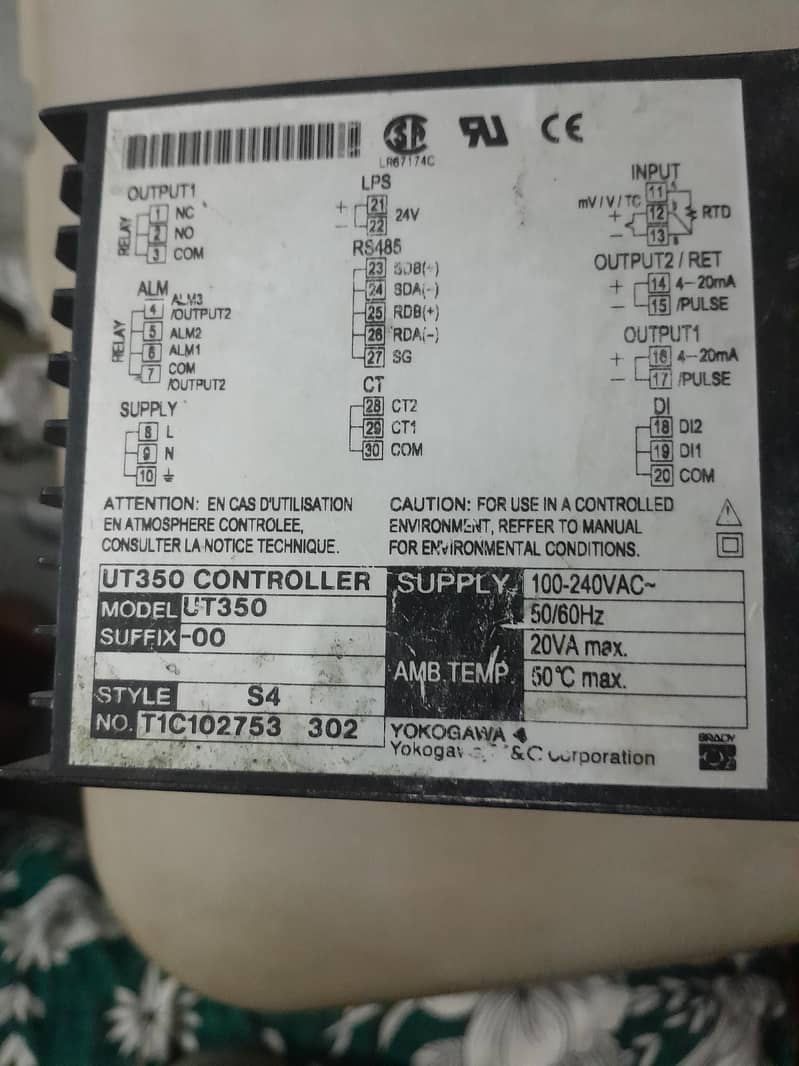 LR67174C
CE
OUTPUT1
RELAY
1 NC
2 NO
3 COM
ALM
RELAY
4 ALM3
/OUTPUT2
5 ALM2
6 ALM1
7 COM
/OUTPUT2
SUPPLY
8 L
9 N
10
LPS
+ 21
- 22
24V
RS485
23 SDB(+)
24 SDA(-)
25 RDB(+)
26 RDA(-)
27 SG
CT
28 CT2
29 CT1
30 COM
INPUT
mV/V/TC
11
+ 12
- 13
RTD
OUTPUT2/RET
+ 14 4-20mA
- 15 /PULSE
OUTPUT1
+ 16 4-20mA
- 17 /PULSE
DI
18 DI2
19 DI1
20 COM
ATTENTION: EN CAS D'UTILISATION
EN ATMOSPHERE CONTROLEE,
CONSULTER LA NOTICE TECHNIQUE.
CAUTION: FOR USE IN A CONTROLLED
ENVIRONMENT, REFFER TO MANUAL
FOR ENVIRONMENTAL CONDITIONS.
UT350 CONTROLLER
MODEL UT350
SUFFIX -00
STYLE S4
NO. T1C102753 302
SUPPLY 100-240VAC~
50/60Hz
20VA max.
AMB.TEMP. 50°C max.
YOKOGAWA
&C Corporation
BRADY